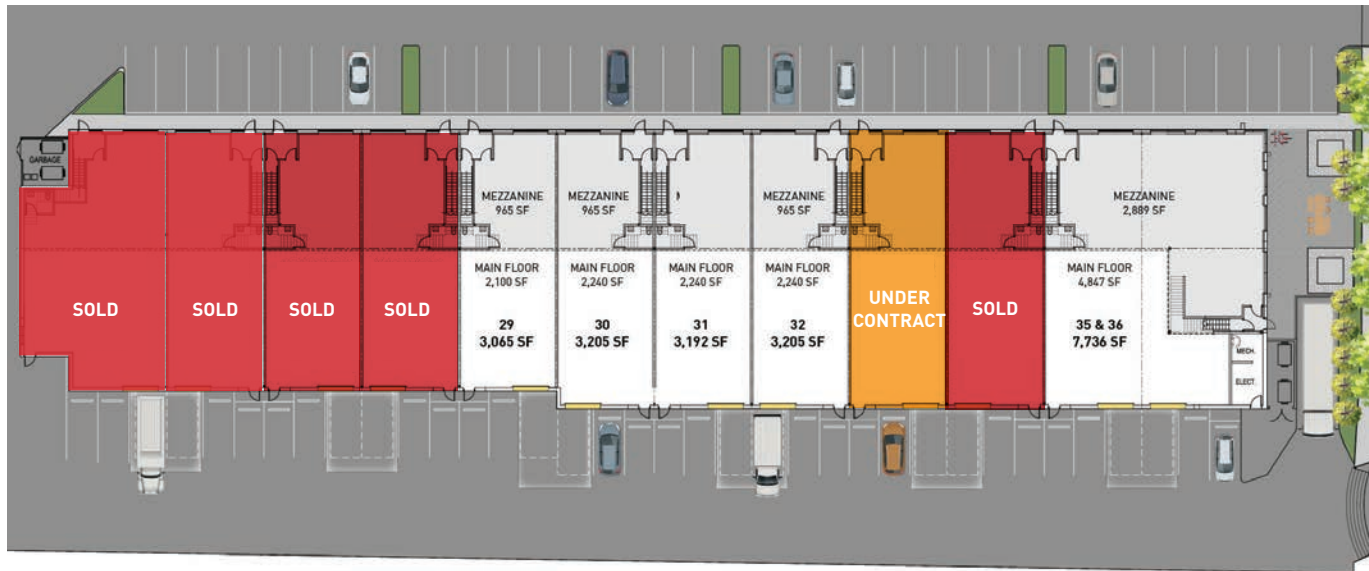 GARBAGE
MEZZANINE
965 SF
MEZZANINE
965 SF
MEZZANINE
965 SF
MEZZANINE
2,889 SF
MAIN FLOOR
2,100 SF
MAIN FLOOR
2,240 SF
MAIN FLOOR
2,240 SF
MAIN FLOOR
2,240 SF
MAIN FLOOR
4,847 SF
SOLD
SOLD
SOLD
SOLD
29
3,065 SF
30
3,205 SF
31
3,192 SF
32
3,205 SF
UNDER
CONTRACT
SOLD
35 & 36
7,736 SF
MECH.
ELECT.